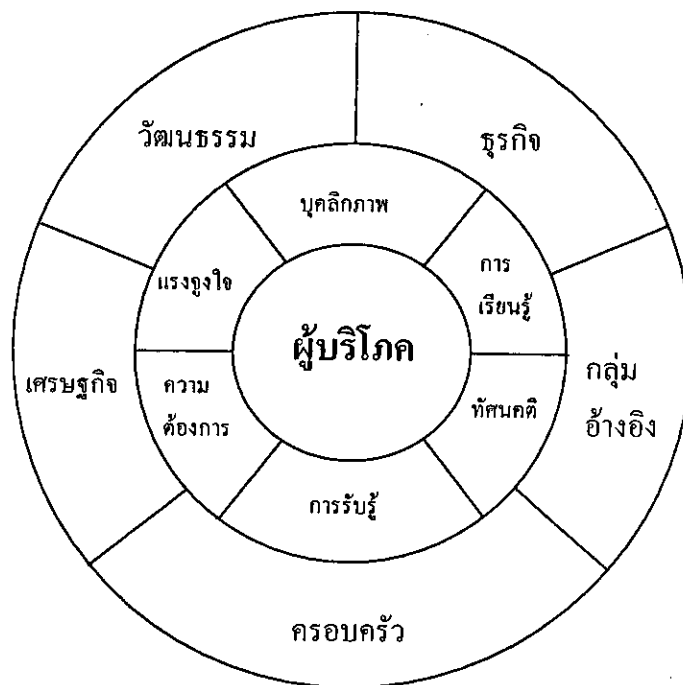 วัฒนธรรม
ธุรกิจ
บุคลิกภาพ
แรงจูงใจ
การ
เรียนรู้
ผู้บริโภค
เศรษฐกิจ
ความ
ต้องการ
ทัศนคติ
กลุ่ม
อ้างอิง
การรับรู้
ครอบครัว